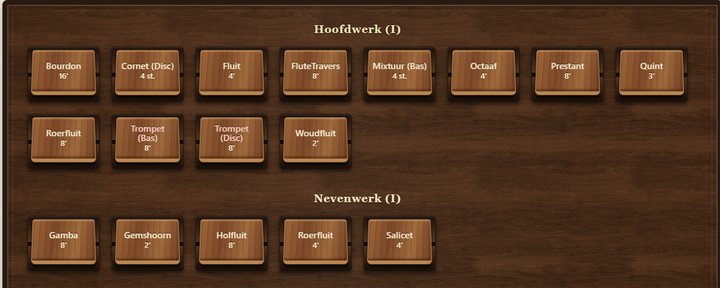 Hoofdwerk (I)
Bourdon
16'
Cornet (Disc)
4 st.
Fluit
4'
FluteTravers
8'
Mixtuur (Bas)
4 st.
Octaaf
4'
Prestant
8'
Quint
3'
Roerfluit
8'
Trompet
(Bas)
8'
Trompet
(Disc)
8'
Woudfluit
2'
Nevenwerk (I)
Gamba
8'
Gemshoorn
2'
Holfluit
8'
Roerfluit
4'
Salicet
4'